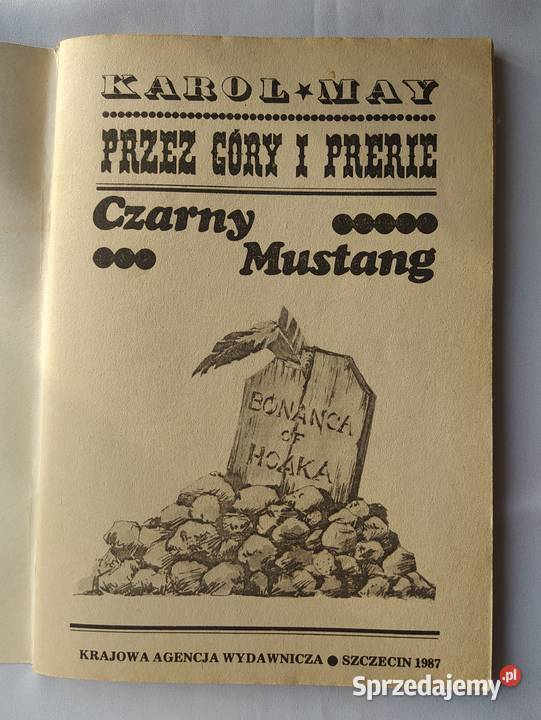 KAROL ★ MAY
PRZEZ GÓRY I PRERIE
Czarny
Mustang
BONANCA
OF
HOAKA
KRAJOWA AGENCJA WYDAWNICZA ● SZCZECIN 1987
Sprzedajemy.pl